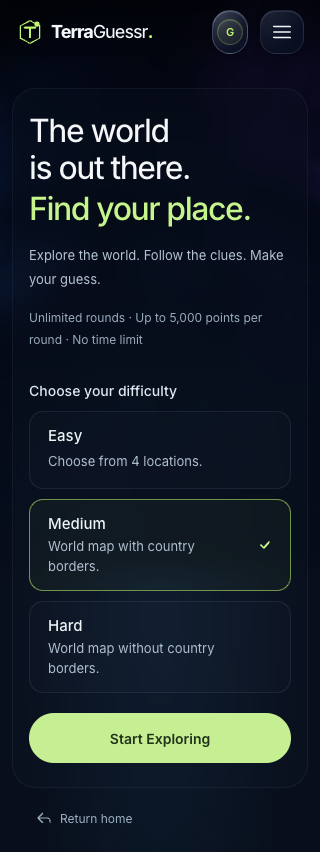 TerraGuessr.
G
The world
is out there.
Find your place.
Explore the world. Follow the clues. Make
your guess.
Unlimited rounds · Up to 5,000 points per
round · No time limit
Choose your difficulty
Easy
Choose from 4 locations.
Medium
World map with country
borders.
Hard
World map without country
borders.
Start Exploring
Return home